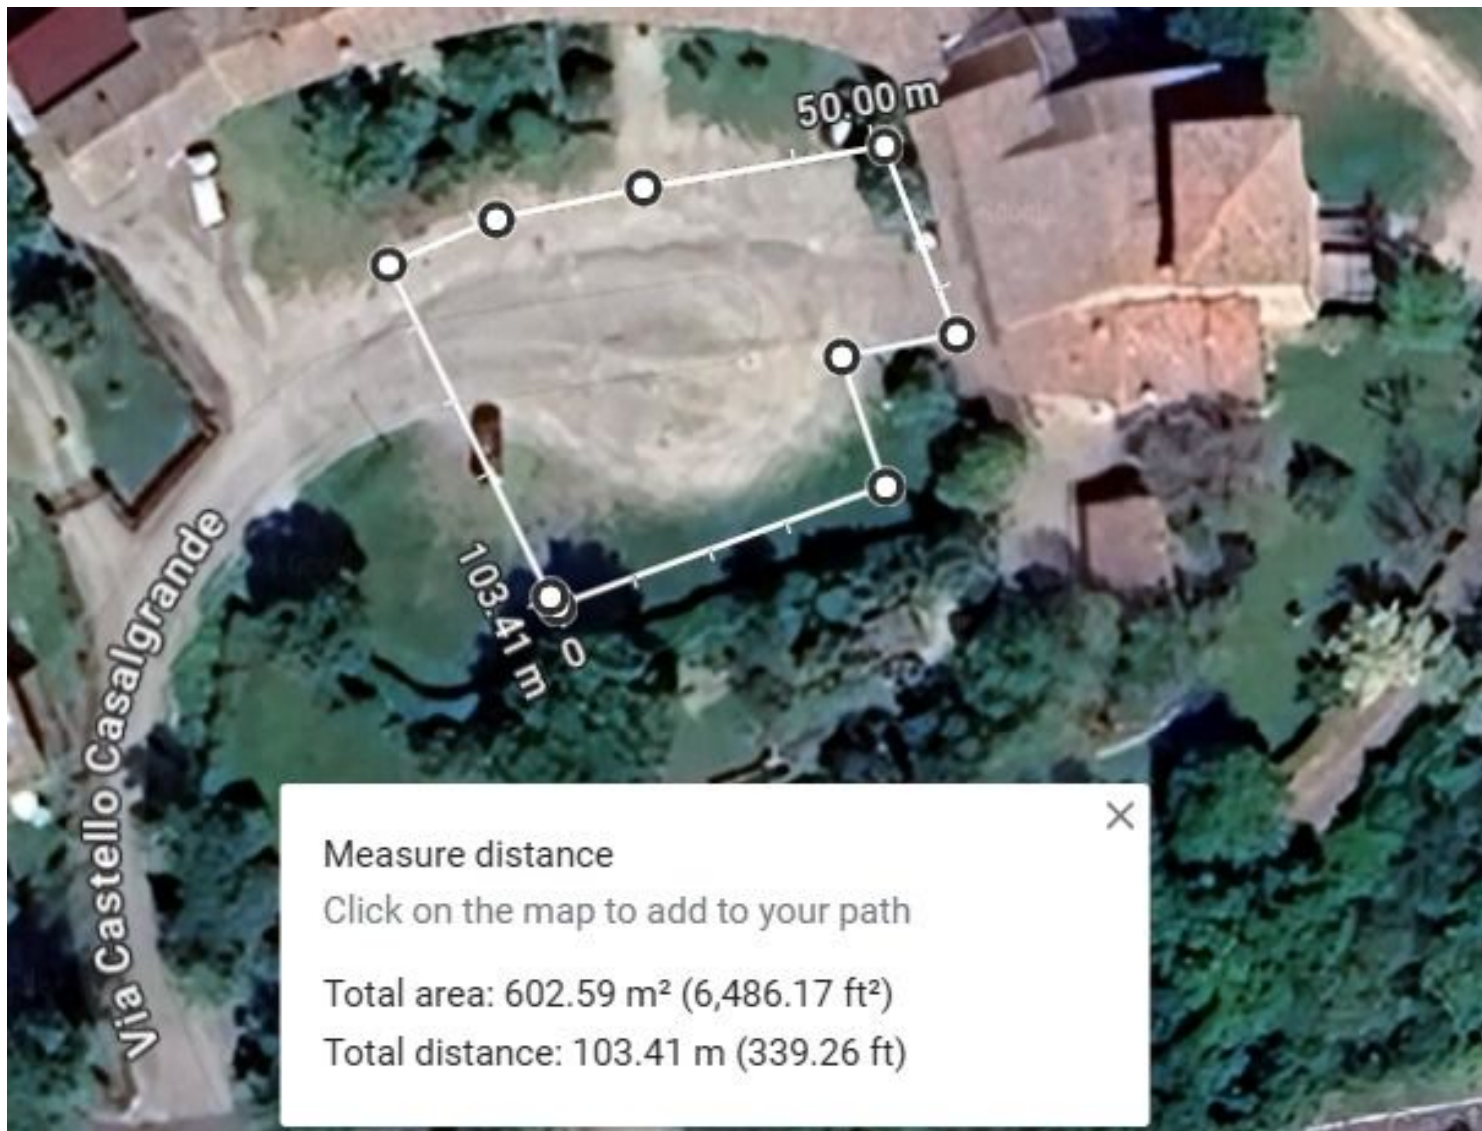 50.00 m
103.41 m
0
Via Castello Casalgrande
Measure distance
Click on the map to add to your path
Total area: 602.59 m² (6,486.17 ft²)
Total distance: 103.41 m (339.26 ft)